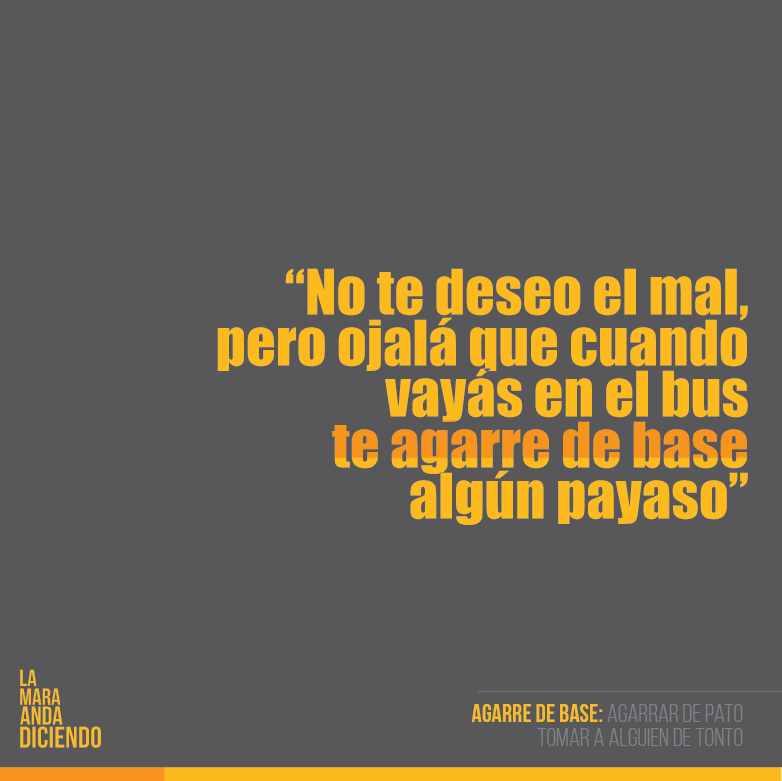 “No te deseo el mal,
pero ojalá que cuando
vayás en el bus
te agarre de base
algún payaso”
LA
MARA
ANDA
DICIENDO
AGARRE DE BASE: AGARRAR DE PATO
TOMAR A ALGUIEN DE TONTO